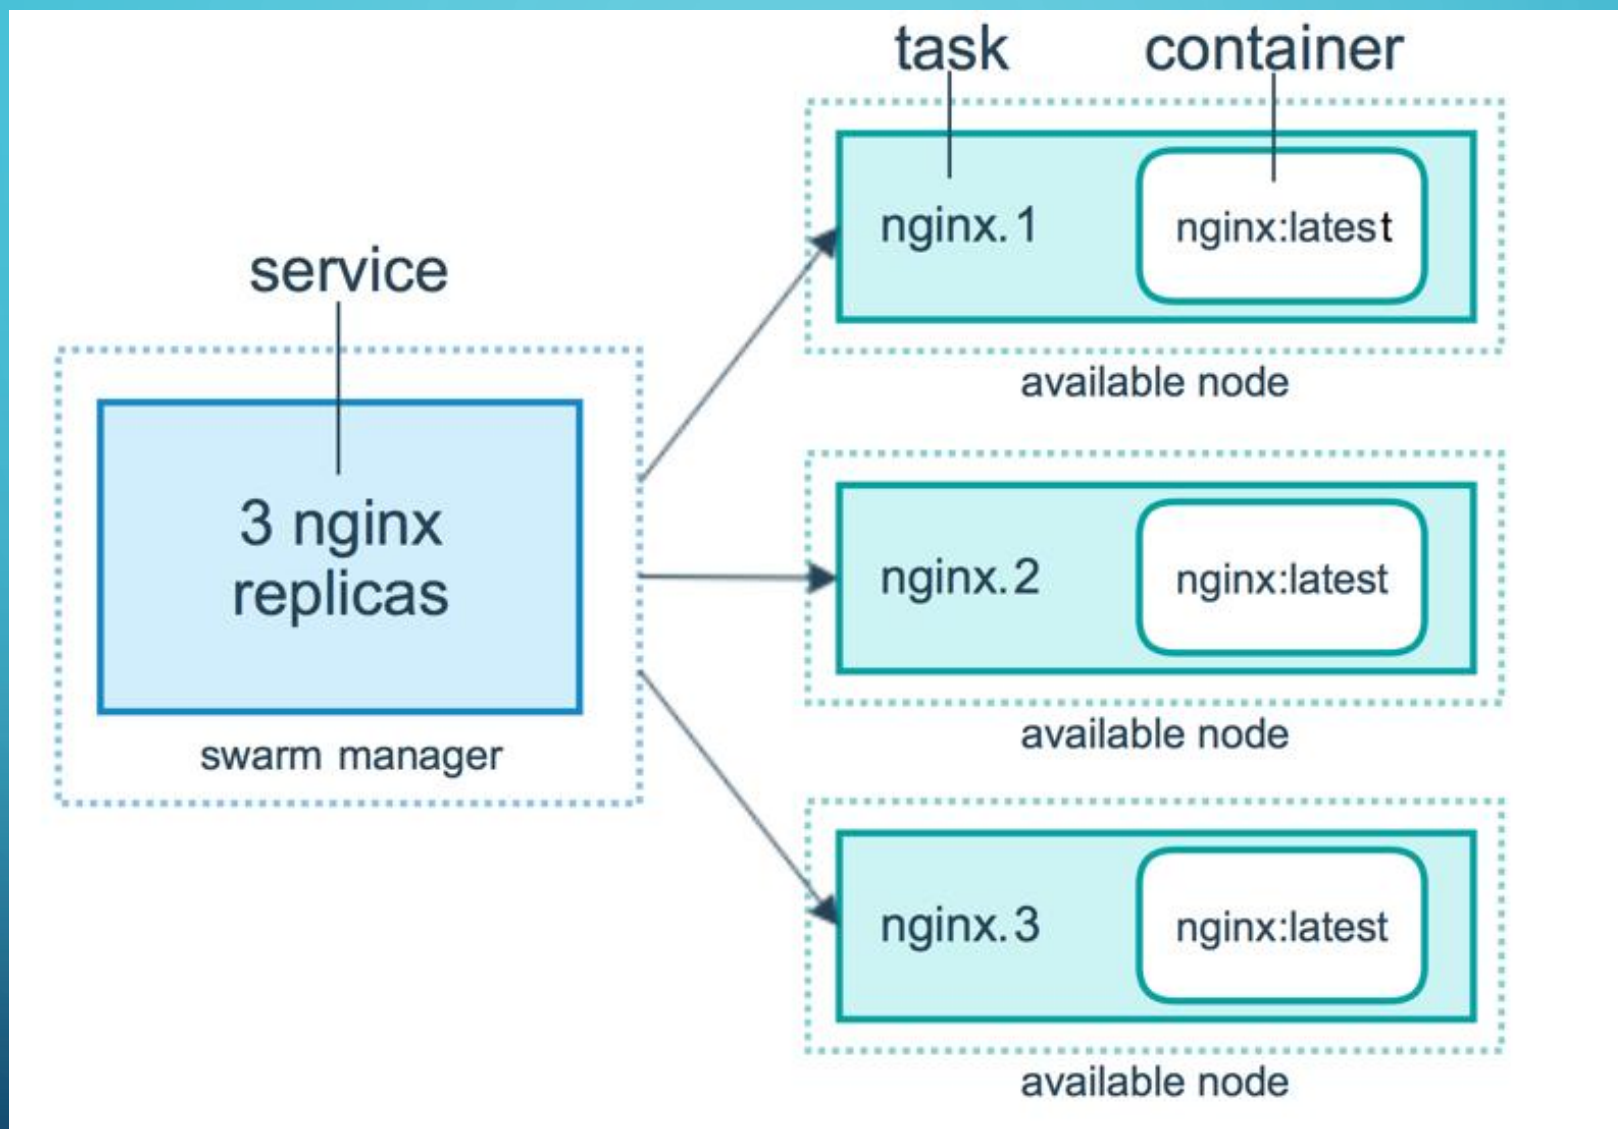 task
container
nginx.1
nginx:latest
available node
service
3 nginx
replicas
swarm manager
nginx.2
nginx:latest
available node
nginx.3
nginx:latest
available node